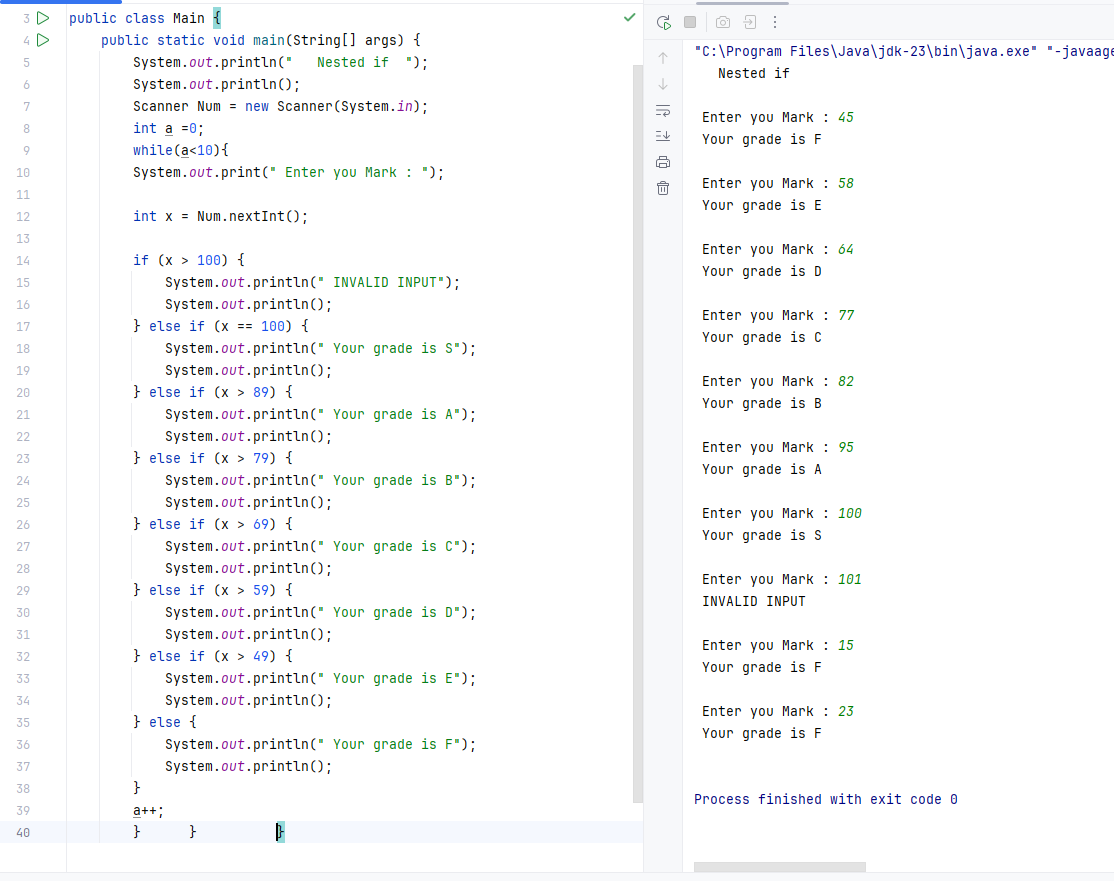 3 public class Main {
4     public static void main(String[] args) {
5         System.out.println("   Nested if  ");
6         System.out.println();
7         Scanner Num = new Scanner(System.in);
8         int a =0;
9         while(a<10){
10         System.out.print(" Enter you Mark : ");
11
12         int x = Num.nextInt();
13
14         if (x > 100) {
15             System.out.println(" INVALID INPUT");
16             System.out.println();
17         } else if (x == 100) {
18             System.out.println(" Your grade is S");
19             System.out.println();
20         } else if (x > 89) {
21             System.out.println(" Your grade is A");
22             System.out.println();
23         } else if (x > 79) {
24             System.out.println(" Your grade is B");
25             System.out.println();
26         } else if (x > 69) {
27             System.out.println(" Your grade is C");
28             System.out.println();
29         } else if (x > 59) {
30             System.out.println(" Your grade is D");
31             System.out.println();
32         } else if (x > 49) {
33             System.out.println(" Your grade is E");
34             System.out.println();
35         } else {
36             System.out.println(" Your grade is F");
37             System.out.println();
38         }
39         a++;
40         }      }          }
"C:\Program Files\Java\jdk-23\bin\java.exe" "-javaage
   Nested if
 Enter you Mark : 45
 Your grade is F
 Enter you Mark : 58
 Your grade is E
 Enter you Mark : 64
 Your grade is D
 Enter you Mark : 77
 Your grade is C
 Enter you Mark : 82
 Your grade is B
 Enter you Mark : 95
 Your grade is A
 Enter you Mark : 100
 Your grade is S
 Enter you Mark : 101
 INVALID INPUT
 Enter you Mark : 15
 Your grade is F
 Enter you Mark : 23
 Your grade is F
Process finished with exit code 0